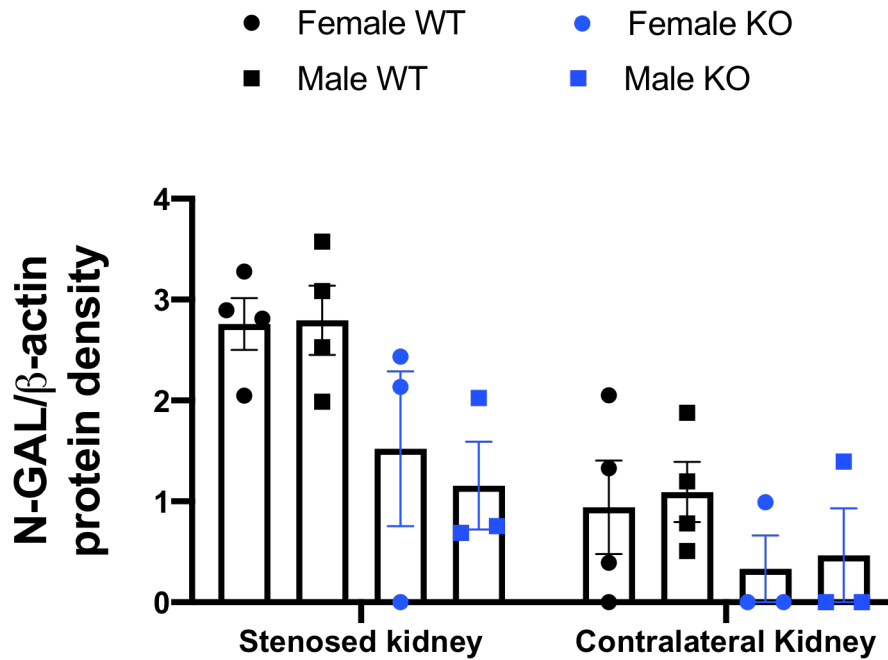 Female WT
Female KO
Male WT
Male KO
N-GAL/β-actin
protein density
4
3
2
1
0
Stenosed kidney
Contralateral Kidney